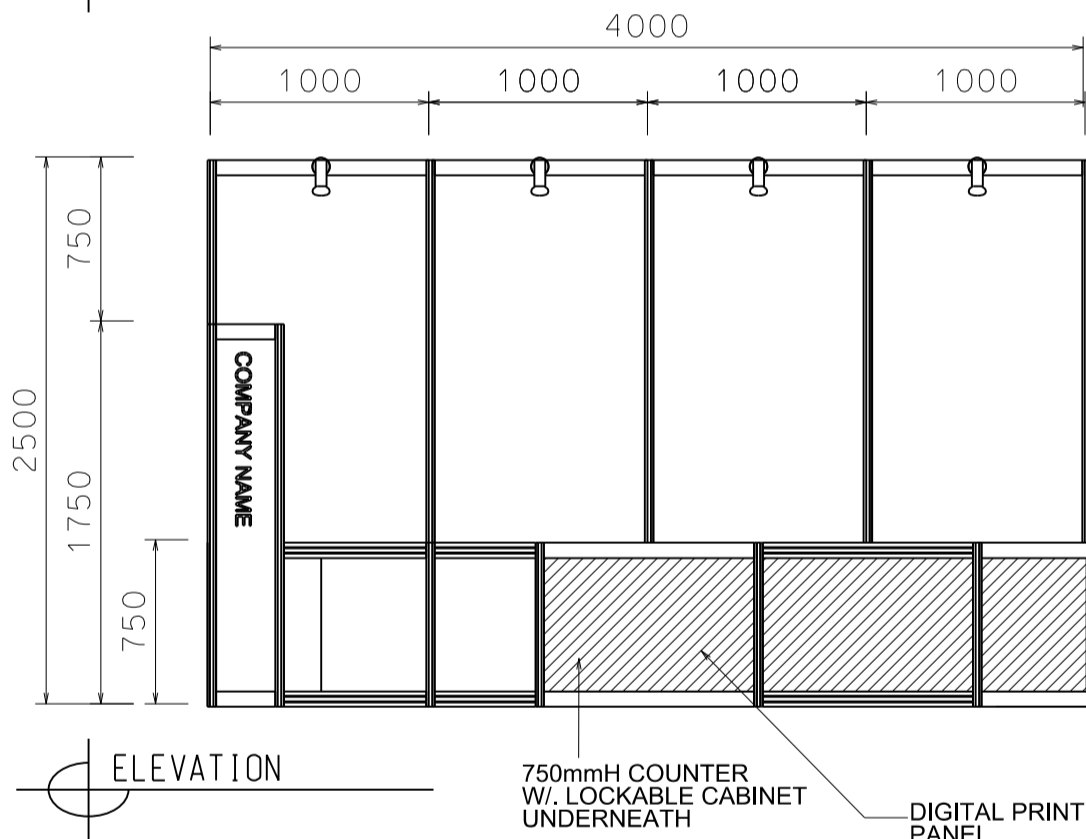 4000
1000 1000 1000 1000
750
2500
1750
750
COMPANY NAME
ELEVATION
750mmH COUNTER
W/. LOCKABLE CABINET
UNDERNEATH
DIGITAL PRINT
PANEL